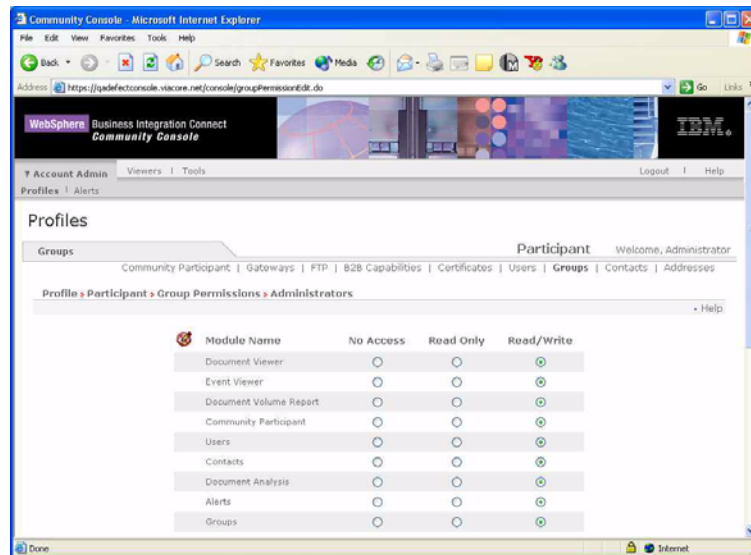 Community Console - Microsoft Internet Explorer
File Edit View Favorites Tools Help
Back Search Favorites Media
Address https://qadefectconsole.viacore.net/console/groupPermissionEdit.do Go Links
WebSphere Business Integration Connect
Community Console
IBM.
? Account Admin Viewers | Tools Logout | Help
Profiles | Alerts
Profiles
Groups Participant Welcome, Administrator
Community Participant | Gateways | FTP | B2B Capabilities | Certificates | Users | Groups | Contacts | Addresses
Profile » Participant » Group Permissions » Administrators
• Help
Module Name No Access Read Only Read/Write
Document Viewer
Event Viewer
Document Volume Report
Community Participant
Users
Contacts
Document Analysis
Alerts
Groups
Done Internet